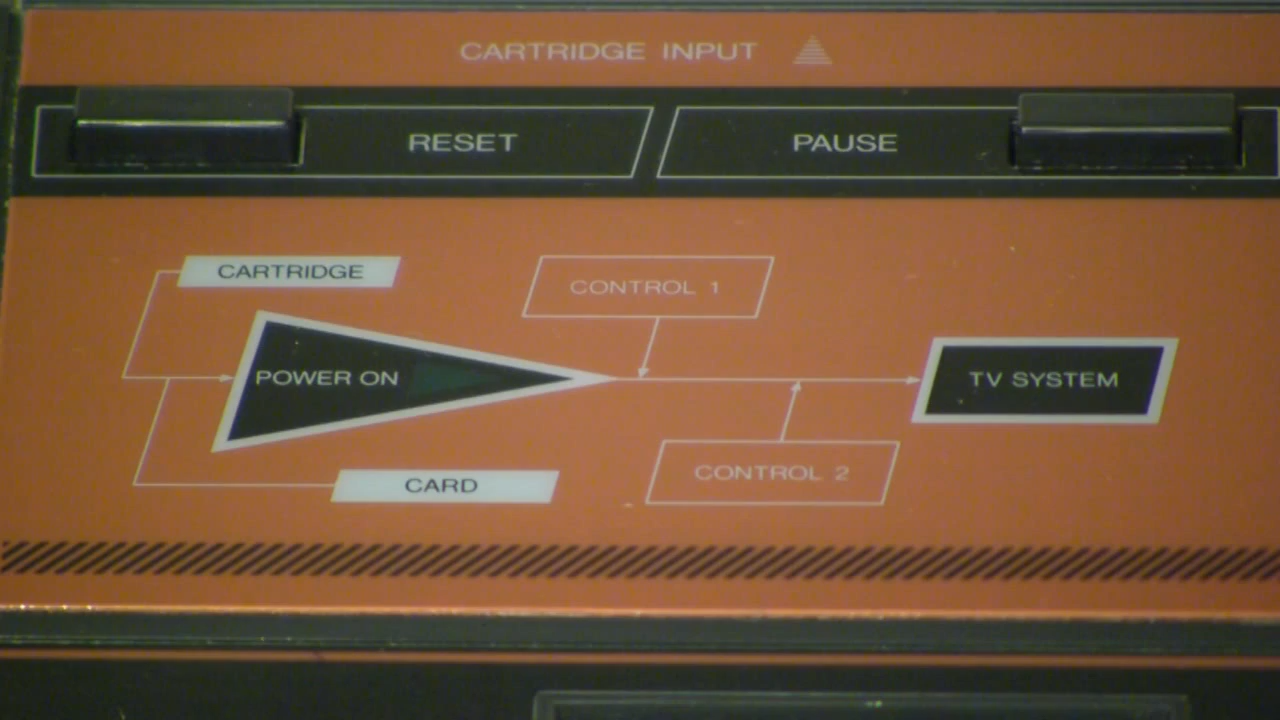 CARTRIDGE INPUT
RESET
PAUSE
CARTRIDGE
CONTROL 1
POWER ON
TV SYSTEM
CONTROL 2
CARD